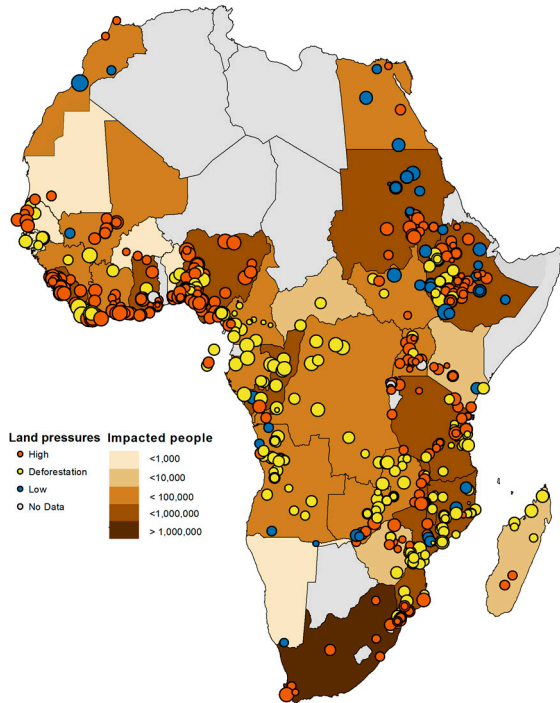 Land pressures
High
Deforestation
Low
No Data
Impacted people
<1,000
<10,000
< 100,000
<1,000,000
> 1,000,000